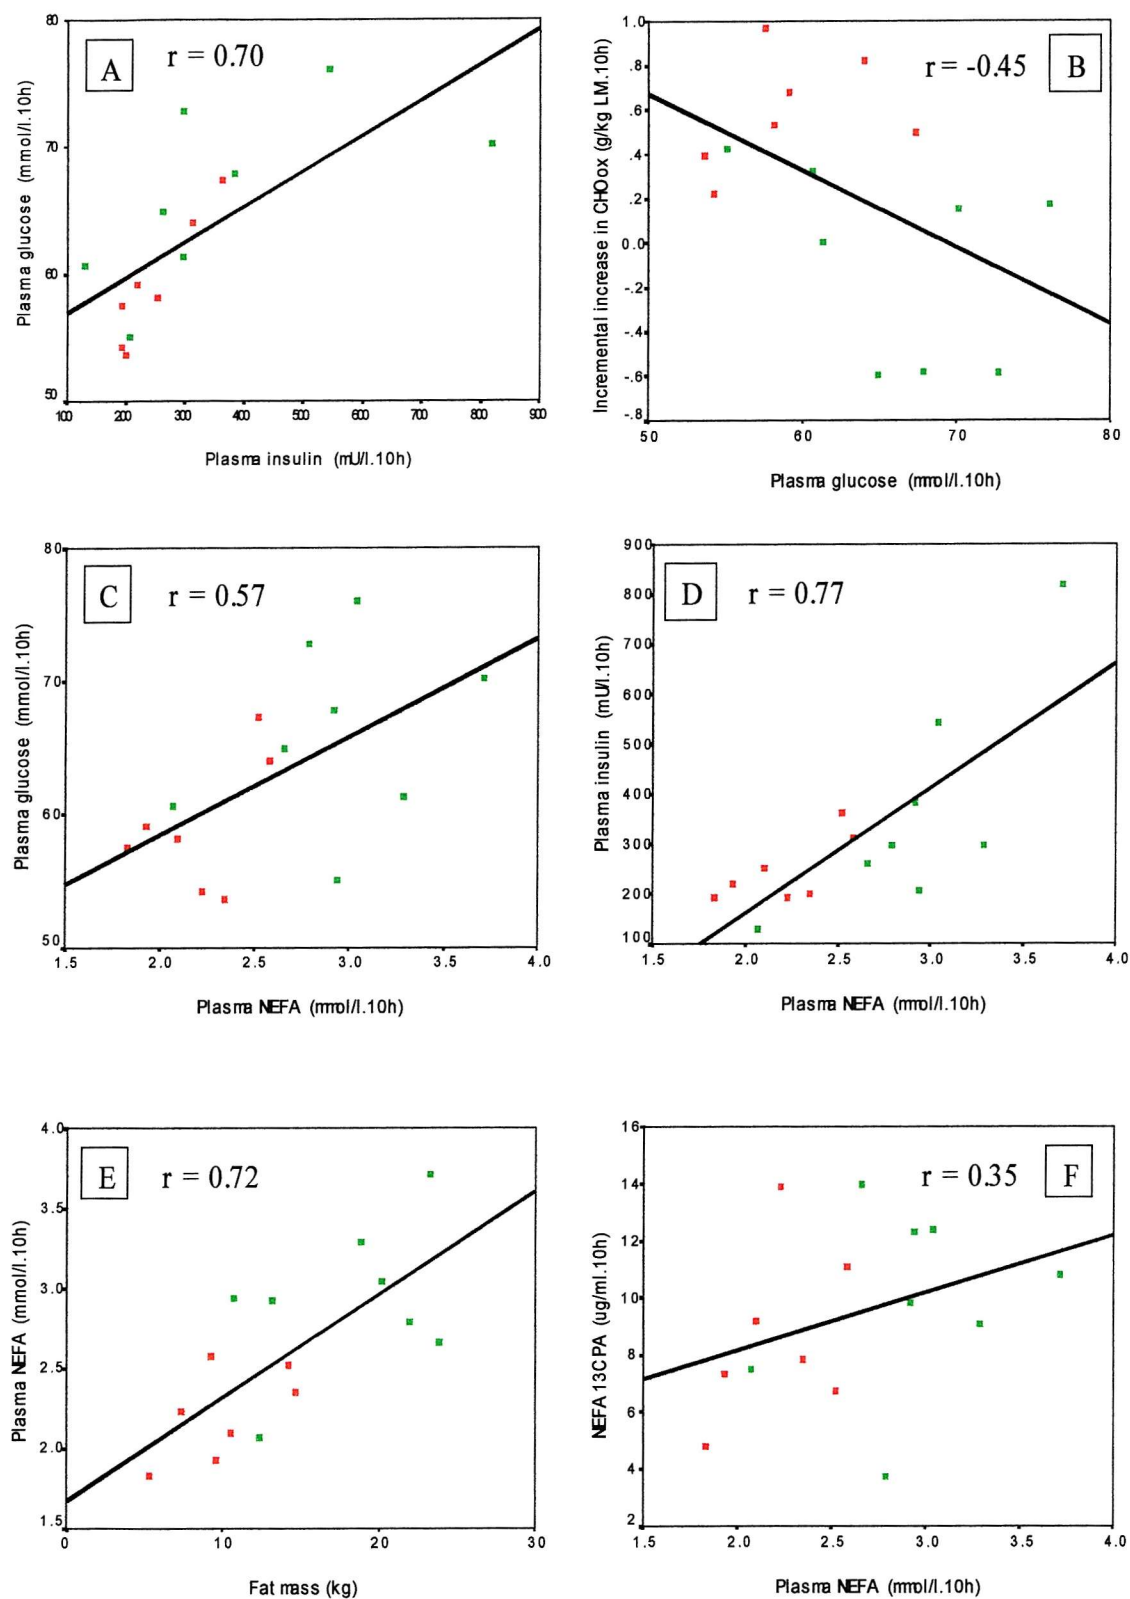 A
r = 0.70
80
70
60
50
100 200 300 400 500 600 700 800 900
Plasma glucose (mmol/l.10h)
Plasma insulin (mU/l.10h)
r = -0.45
B
1.0
.8
.6
.4
.2
0.0
-.2
-.4
-.6
-.8
50 60 70 80
Incremental increase in CHOox (g/kg LM.10h)
Plasma glucose (mmol/l.10h)
C
r = 0.57
80
70
60
50
1.5 2.0 2.5 3.0 3.5 4.0
Plasma glucose (mmol/l.10h)
Plasma NEFA (mmol/l.10h)
D
r = 0.77
900
800
700
600
500
400
300
200
100
1.5 2.0 2.5 3.0 3.5 4.0
Plasma insulin (mU/l.10h)
Plasma NEFA (mmol/l.10h)
E
r = 0.72
4.0
3.5
3.0
2.5
2.0
1.5
0 10 20 30
Plasma NEFA (mmol/l.10h)
Fat mass (kg)
r = 0.35
F
16
14
12
10
8
6
4
2
1.5 2.0 2.5 3.0 3.5 4.0
NEFA 13C PA (ug/ml.10h)
Plasma NEFA (mmol/l.10h)